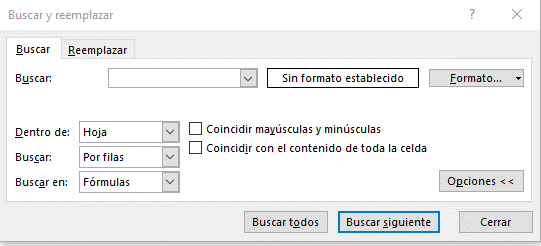 Buscar y reemplazar
Buscar Reemplazar
Buscar: Sin formato establecido Formato...
Dentro de: Hoja Coincidir mayúsculas y minúsculas
Buscar: Por filas Coincidir con el contenido de toda la celda
Buscar en: Fórmulas Opciones <<
Buscar todos Buscar siguiente Cerrar